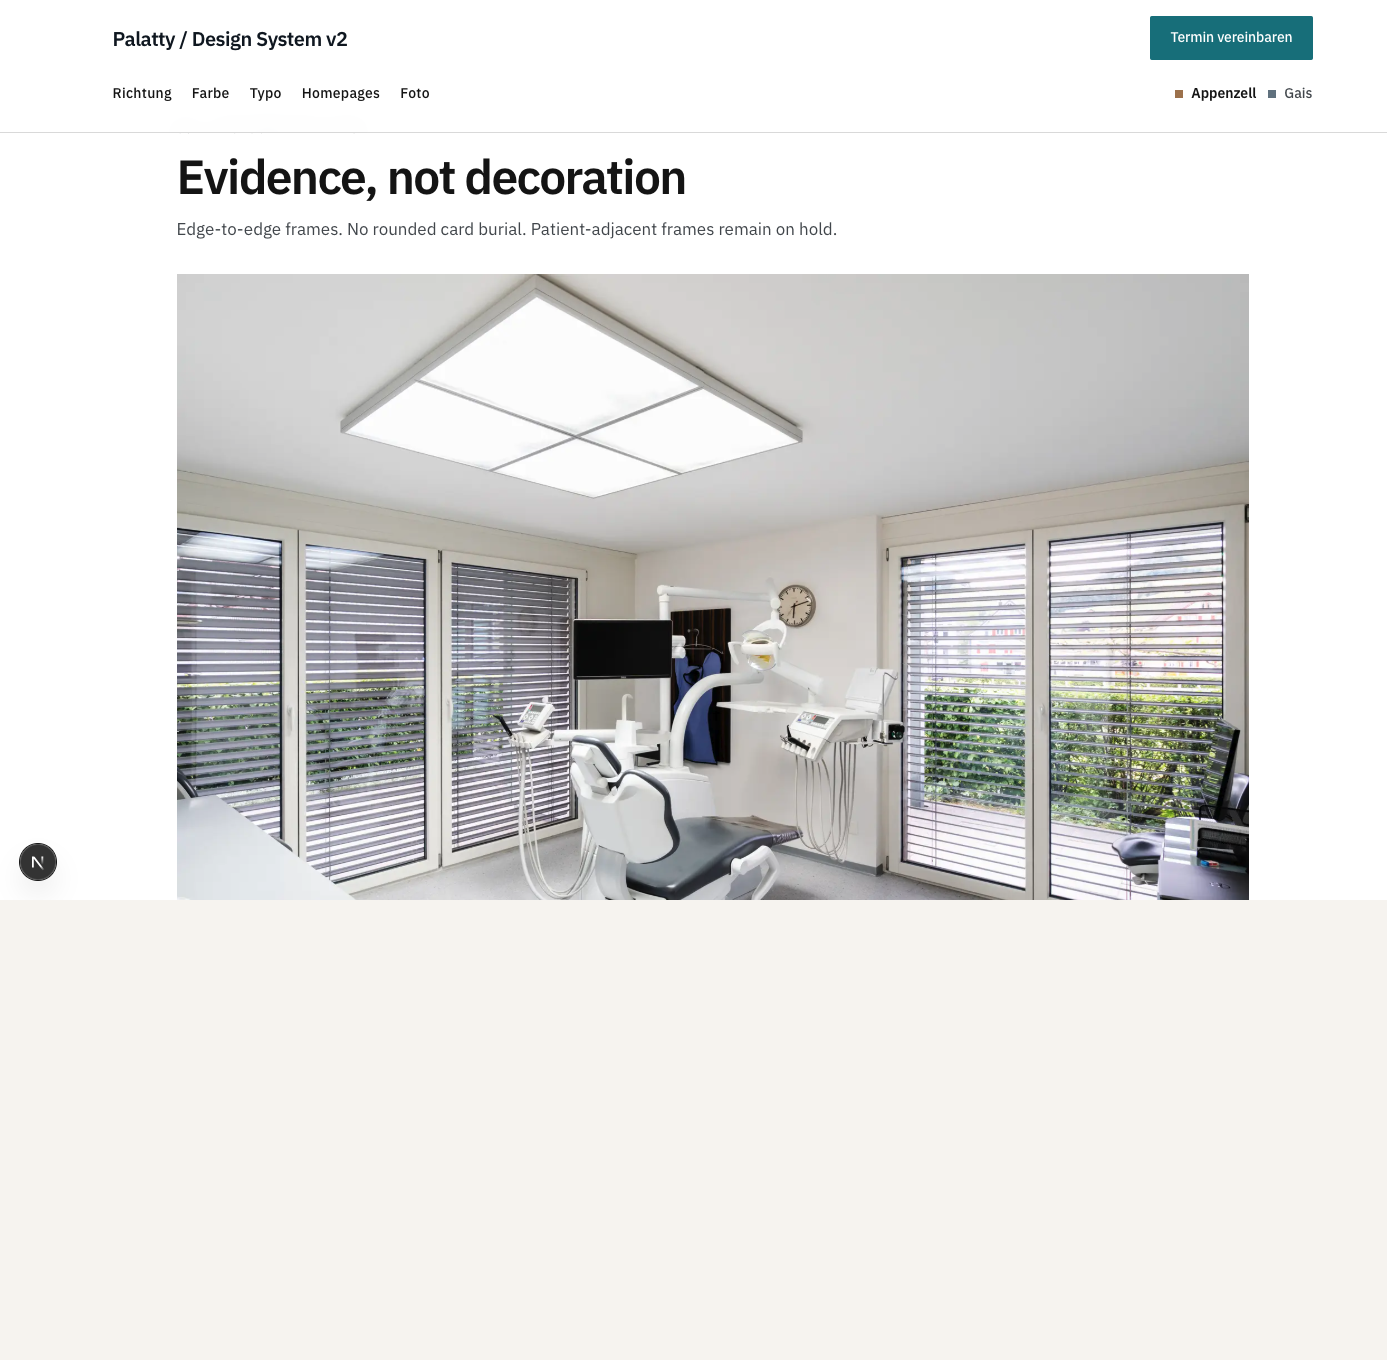 Palatty / Design System v2
Termin vereinbaren
Richtung Farbe Typo Homepages Foto
Appenzell Gais
Evidence, not decoration
Edge-to-edge frames. No rounded card burial. Patient-adjacent frames remain on hold.
N